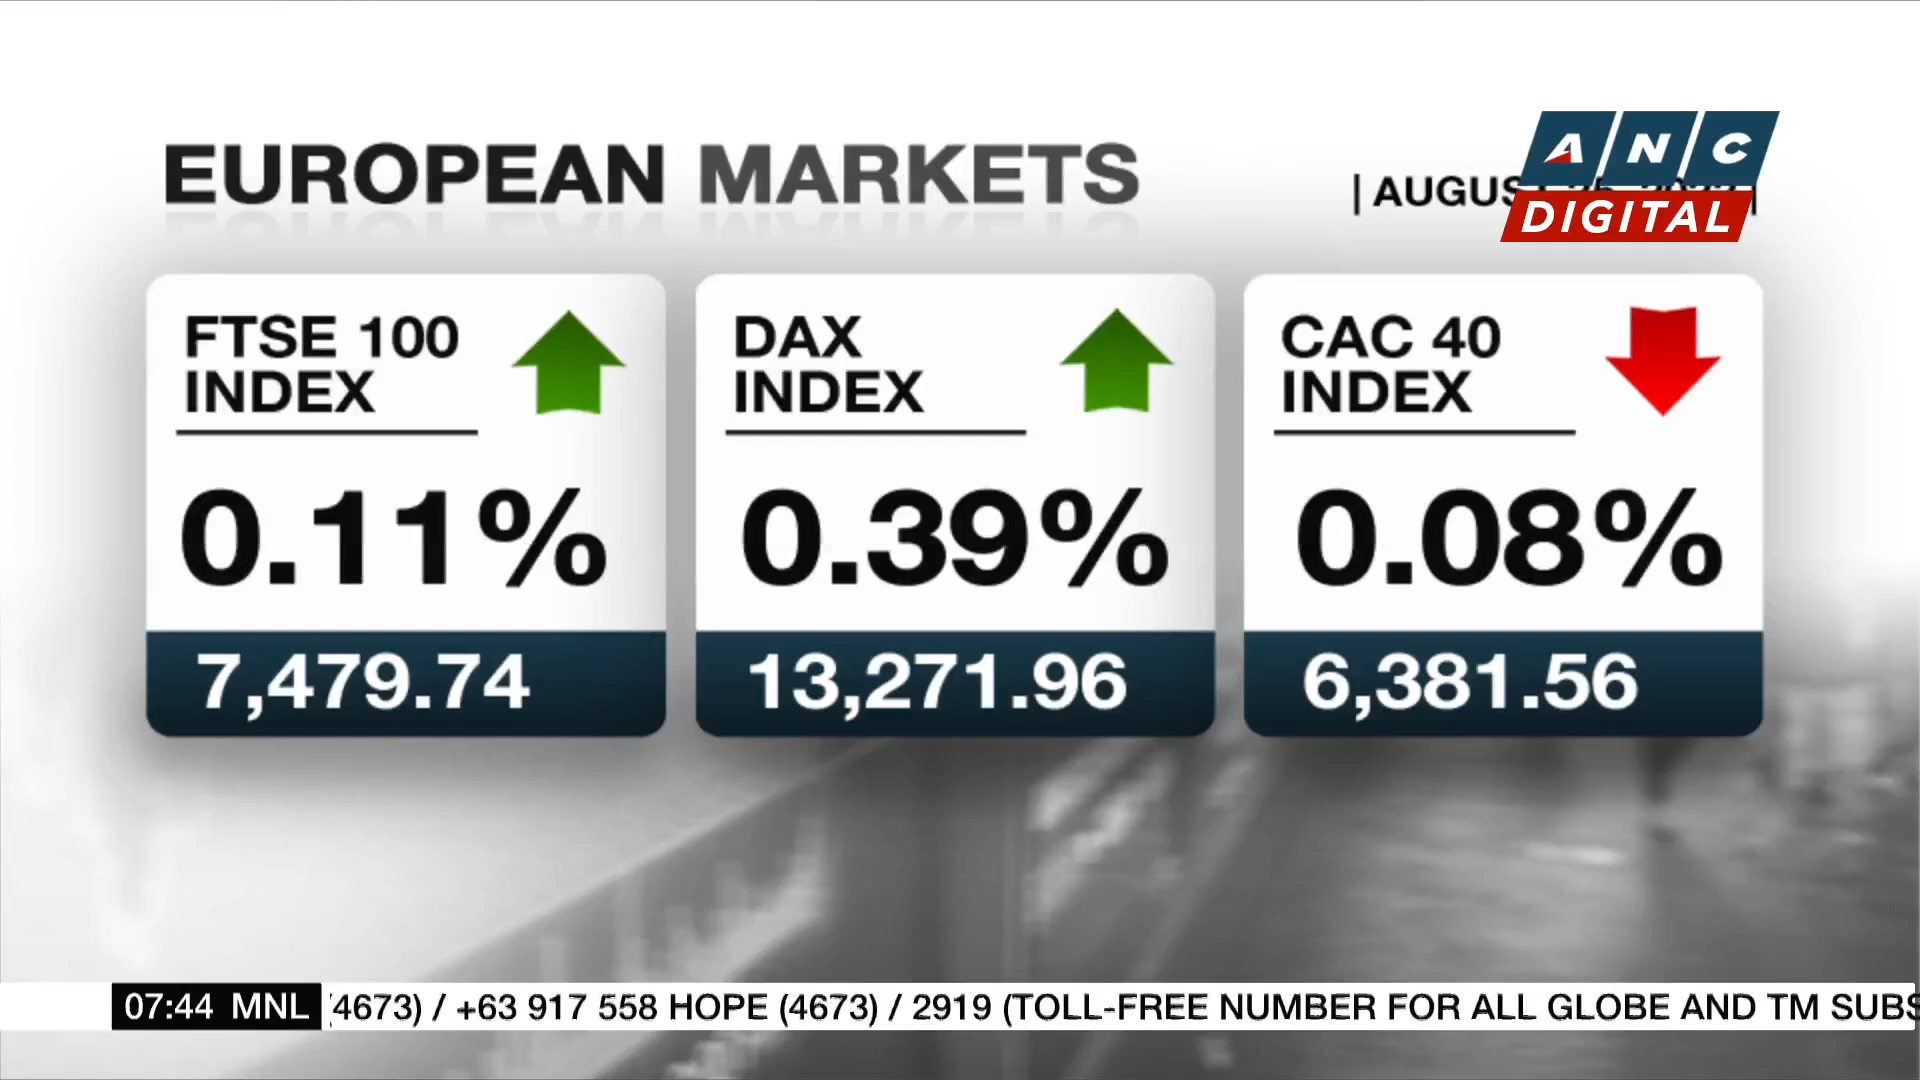 EUROPEAN MARKETS
ANC
DIGITAL
FTSE 100
INDEX
0.11%
7,479.74
DAX
INDEX
0.39%
13,271.96
CAC 40
INDEX
0.08%
6,381.56
07:44 MNL
(4673) / +63 917 558 HOPE (4673) / 2919 (TOLL-FREE NUMBER FOR ALL GLOBE AND TM